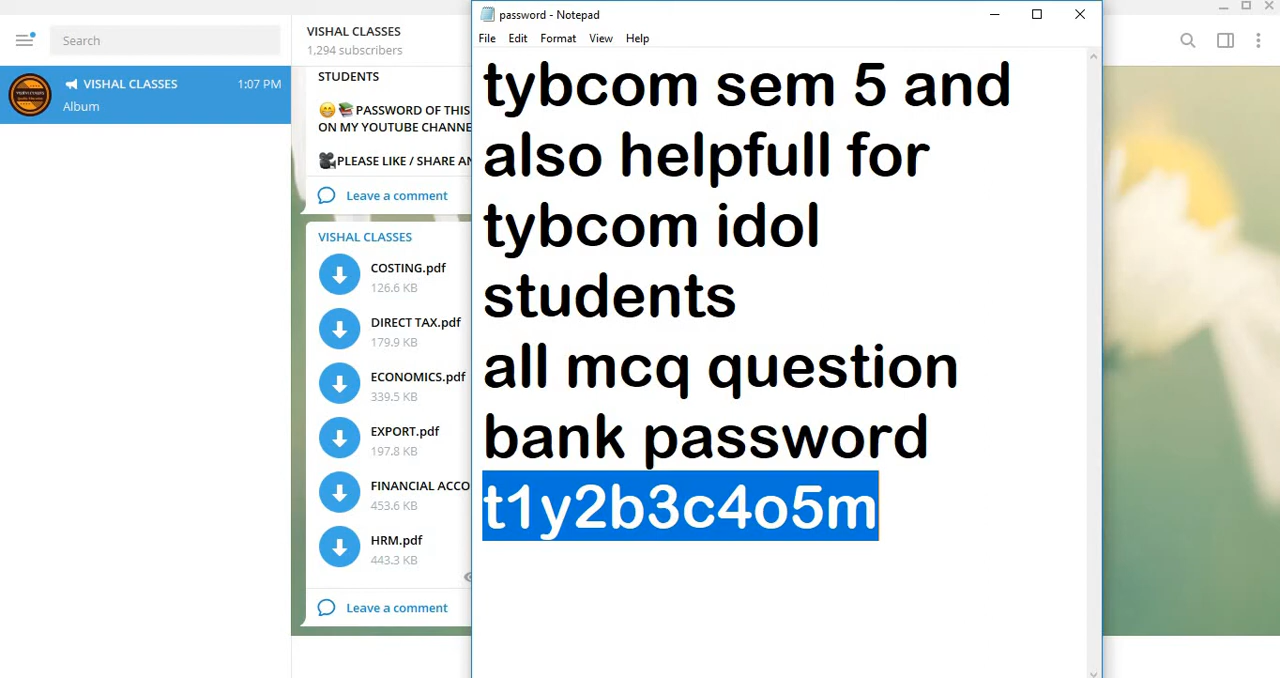 Search
VISHAL CLASSES 1:07 PM
Album
VISHAL CLASSES
1,294 subscribers
STUDENTS
PASSWORD OF THIS
ON MY YOUTUBE CHANNE
PLEASE LIKE / SHARE AN
Leave a comment
VISHAL CLASSES
COSTING.pdf
126.6 KB
DIRECT TAX.pdf
179.9 KB
ECONOMICS.pdf
339.5 KB
EXPORT.pdf
197.8 KB
FINANCIAL ACCO
453.6 KB
HRM.pdf
443.3 KB
Leave a comment
password - Notepad
File Edit Format View Help
tybcom sem 5 and
also helpfull for
tybcom idol
students
all mcq question
bank password
t1y2b3c4o5m